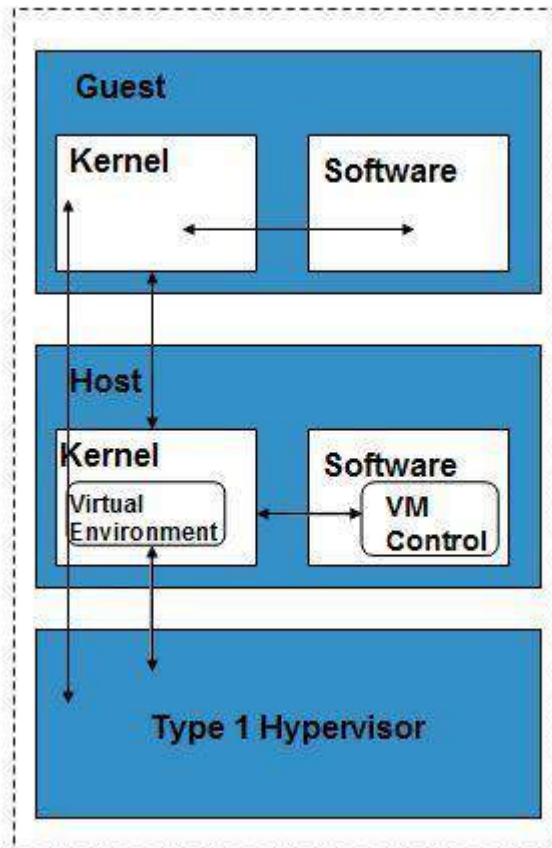 Guest
Kernel
Software
Host
Kernel
Virtual
Environment
Software
VM
Control
Type 1 Hypervisor